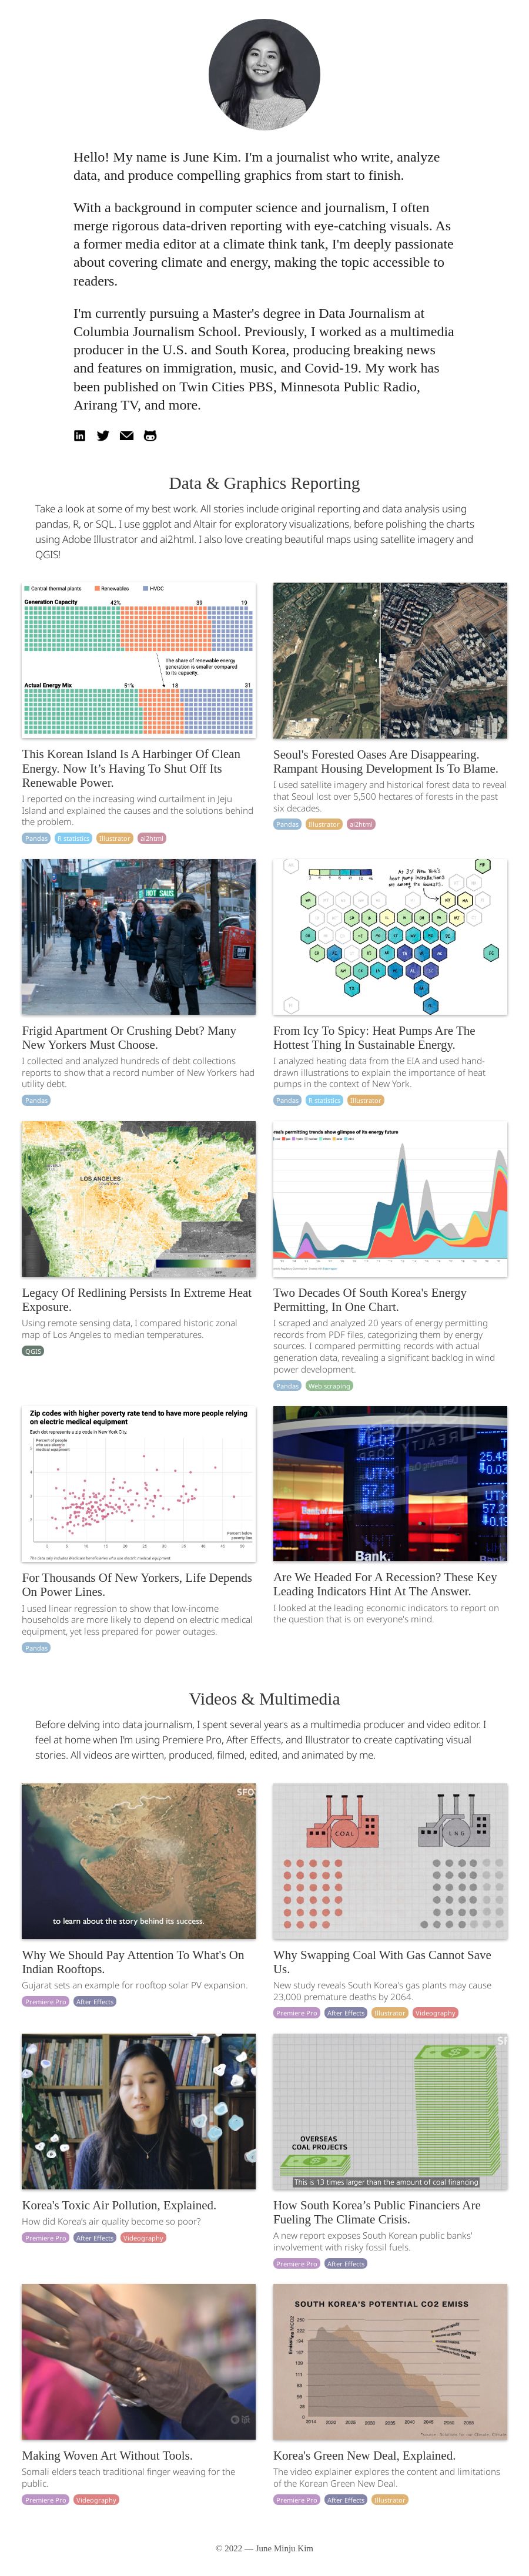 Hello! My name is June Kim. I'm a journalist who write, analyze
data, and produce compelling graphics from start to finish.
With a background in computer science and journalism, I often
merge rigorous data-driven reporting with eye-catching visuals. As
a former media editor at a climate think tank, I'm deeply passionate
about covering climate and energy, making the topic accessible to
readers.
I'm currently pursuing a Master's degree in Data Journalism at
Columbia Journalism School. Previously, I worked as a multimedia
producer in the U.S. and South Korea, producing breaking news
and features on immigration, music, and Covid-19. My work has
been published on Twin Cities PBS, Minnesota Public Radio,
Arirang TV, and more.
Data & Graphics Reporting
Take a look at some of my best work. All stories include original reporting and data analysis using
pandas, R, or SQL. I use ggplot and Altair for exploratory visualizations, before polishing the charts
using Adobe Illustrator and ai2html. I also love creating beautiful maps using satellite imagery and
QGIS!
Central thermal plants Renewables HVDC
Generation Capacity 42% 39 19
The share of renewable energy
generation is smaller compared
to its capacity.
Actual Energy Mix 51% 18 31
This Korean Island Is A Harbinger Of Clean
Energy. Now It’s Having To Shut Off Its
Renewable Power.
I reported on the increasing wind curtailment in Jeju
Island and explained the causes and the solutions behind
the problem.
Pandas R statistics Illustrator ai2html
Seoul's Forested Oases Are Disappearing.
Rampant Housing Development Is To Blame.
I used satellite imagery and historical forest data to reveal
that Seoul lost over 5,500 hectares of forests in the past
six decades.
Pandas Illustrator ai2html
HOT SAUS
Frigid Apartment Or Crushing Debt? Many
New Yorkers Must Choose.
I collected and analyzed hundreds of debt collections
reports to show that a record number of New Yorkers had
utility debt.
Pandas
At 3% New York's
heat pump installations
are among the lowest.
From Icy To Spicy: Heat Pumps Are The
Hottest Thing In Sustainable Energy.
I analyzed heating data from the EIA and used hand-
drawn illustrations to explain the importance of heat
pumps in the context of New York.
Pandas R statistics Illustrator
LOS ANGELES
Legacy Of Redlining Persists In Extreme Heat
Exposure.
Using remote sensing data, I compared historic zonal
map of Los Angeles to median temperatures.
QGIS
rea's permitting trends show glimpse of its energy future
Two Decades Of South Korea's Energy
Permitting, In One Chart.
I scraped and analyzed 20 years of energy permitting
records from PDF files, categorizing them by energy
sources. I compared permitting records with actual
generation data, revealing a significant backlog in wind
power development.
Pandas Web scraping
Zip codes with higher poverty rate tend to have more people relying
on electric medical equipment
Each dot represents a zip code in New York City.
Percent of people
who use electric
medical equipment
Percent below
poverty line
For Thousands Of New Yorkers, Life Depends
On Power Lines.
I used linear regression to show that low-income
households are more likely to depend on electric medical
equipment, yet less prepared for power outages.
Pandas
UTX
57.21
Bank.
Are We Headed For A Recession? These Key
Leading Indicators Hint At The Answer.
I looked at the leading economic indicators to report on
the question that is on everyone's mind.
Videos & Multimedia
Before delving into data journalism, I spent several years as a multimedia producer and video editor. I
feel at home when I'm using Premiere Pro, After Effects, and Illustrator to create captivating visual
stories. All videos are wirtten, produced, filmed, edited, and animated by me.
SFO
to learn about the story behind its success.
Why We Should Pay Attention To What's On
Indian Rooftops.
Gujarat sets an example for rooftop solar PV expansion.
Premiere Pro After Effects
COAL LNG
Why Swapping Coal With Gas Cannot Save
Us.
New study reveals South Korea's gas plants may cause
23,000 premature deaths by 2064.
Premiere Pro After Effects Illustrator Videography
Korea's Toxic Air Pollution, Explained.
How did Korea’s air quality become so poor?
Premiere Pro After Effects Videography
OVERSEAS
COAL PROJECTS
This is 13 times larger than the amount of coal financing
How South Korea’s Public Financiers Are
Fueling The Climate Crisis.
A new report exposes South Korean public banks'
involvement with risky fossil fuels.
Premiere Pro After Effects
Making Woven Art Without Tools.
Somali elders teach traditional finger weaving for the
public.
Premiere Pro Videography
SOUTH KOREA'S POTENTIAL CO2 EMISS
Korea's Green New Deal, Explained.
The video explainer explores the content and limitations
of the Korean Green New Deal.
Premiere Pro After Effects Illustrator
© 2022 — June Minju Kim